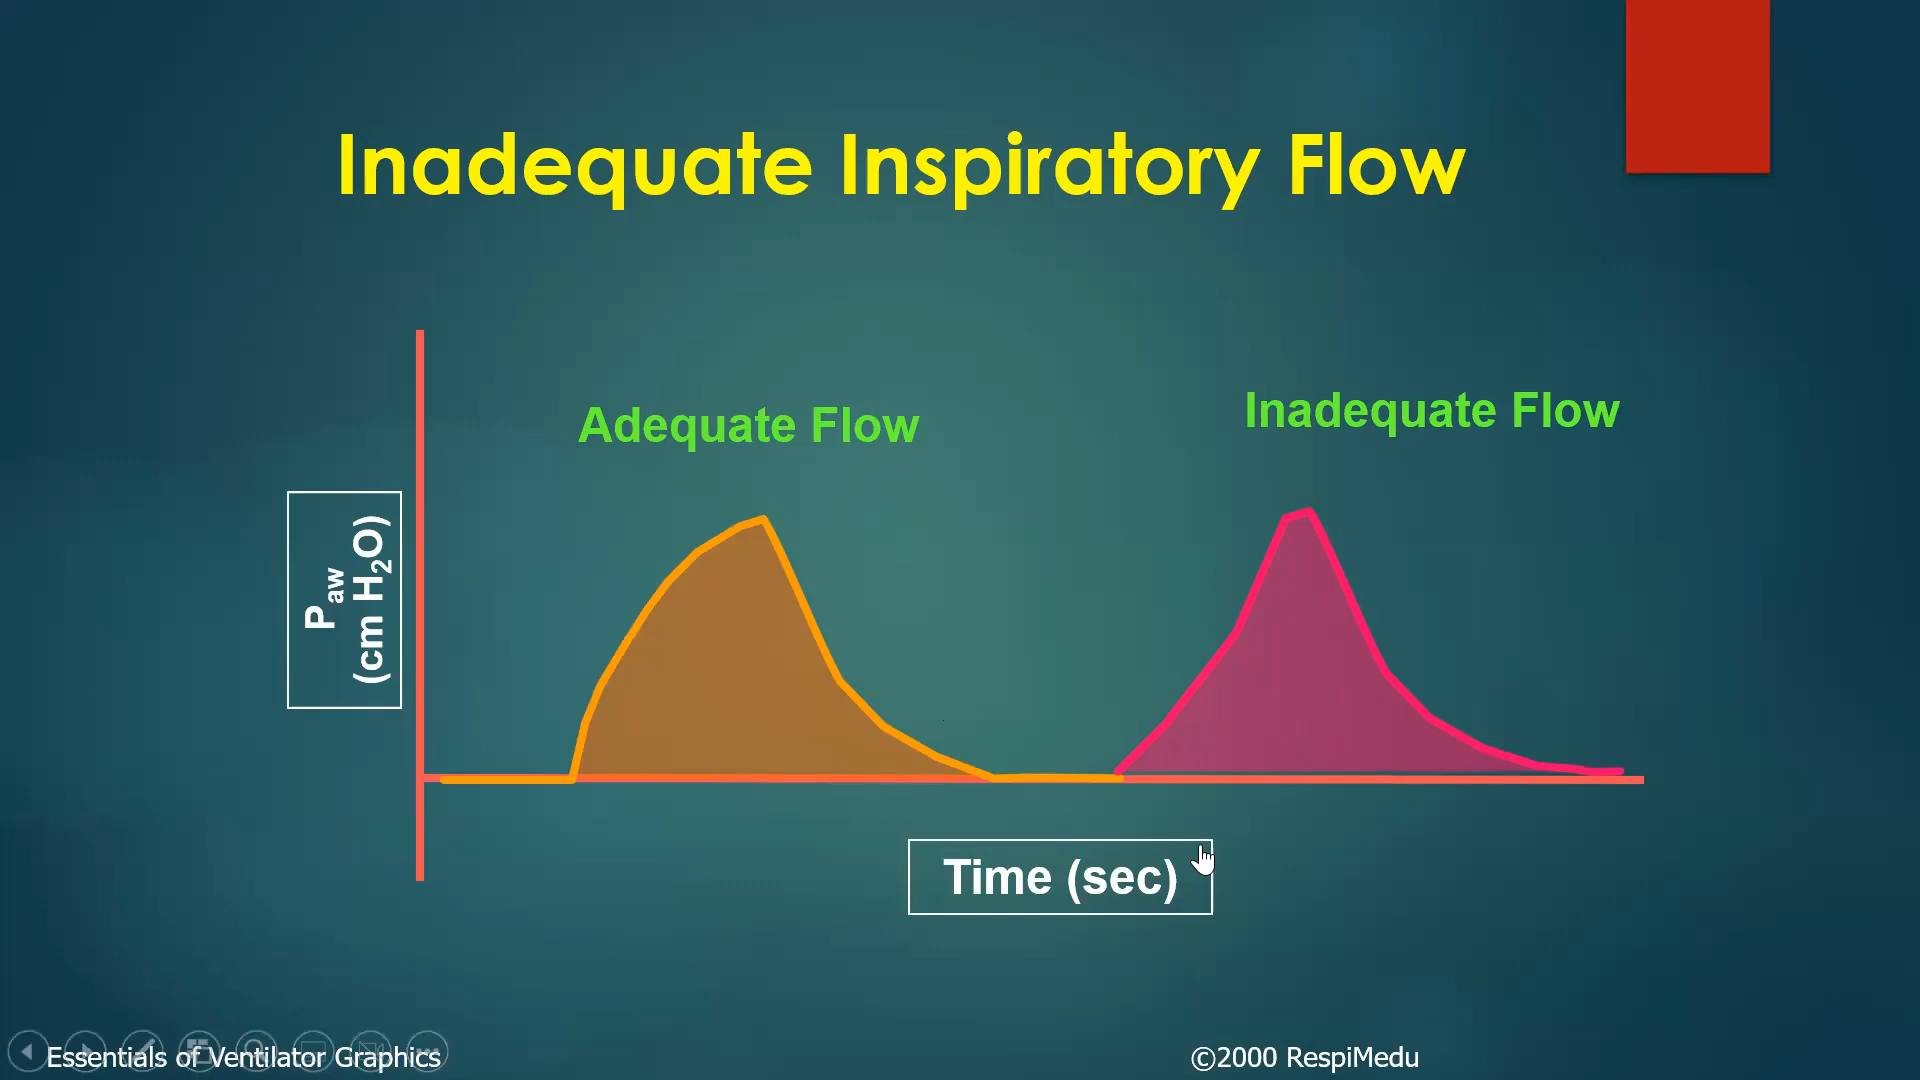 Inadequate Inspiratory Flow
Adequate Flow
Inadequate Flow
Paw
(cm H2O)
Time (sec)
Essentials of Ventilator Graphics
©2000 RespiMedu